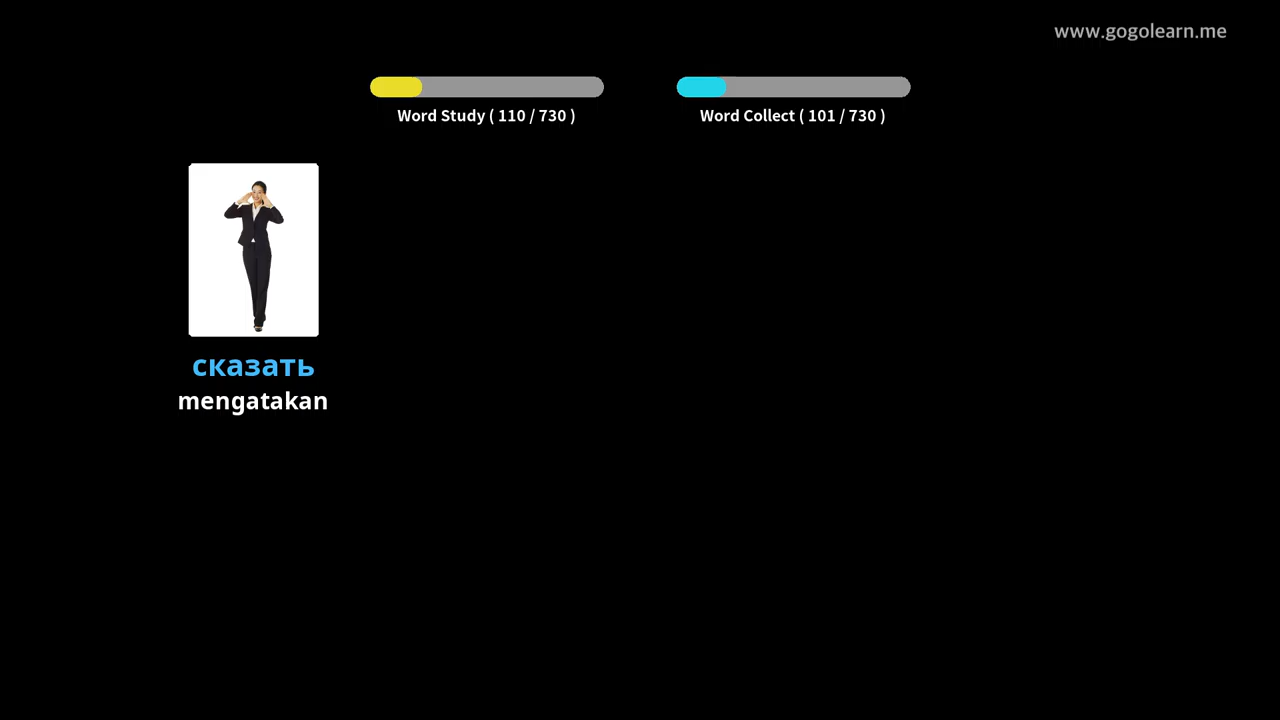 www.gogolearn.me
Word Study ( 110 / 730 )
Word Collect ( 101 / 730 )
сказать
mengatakan